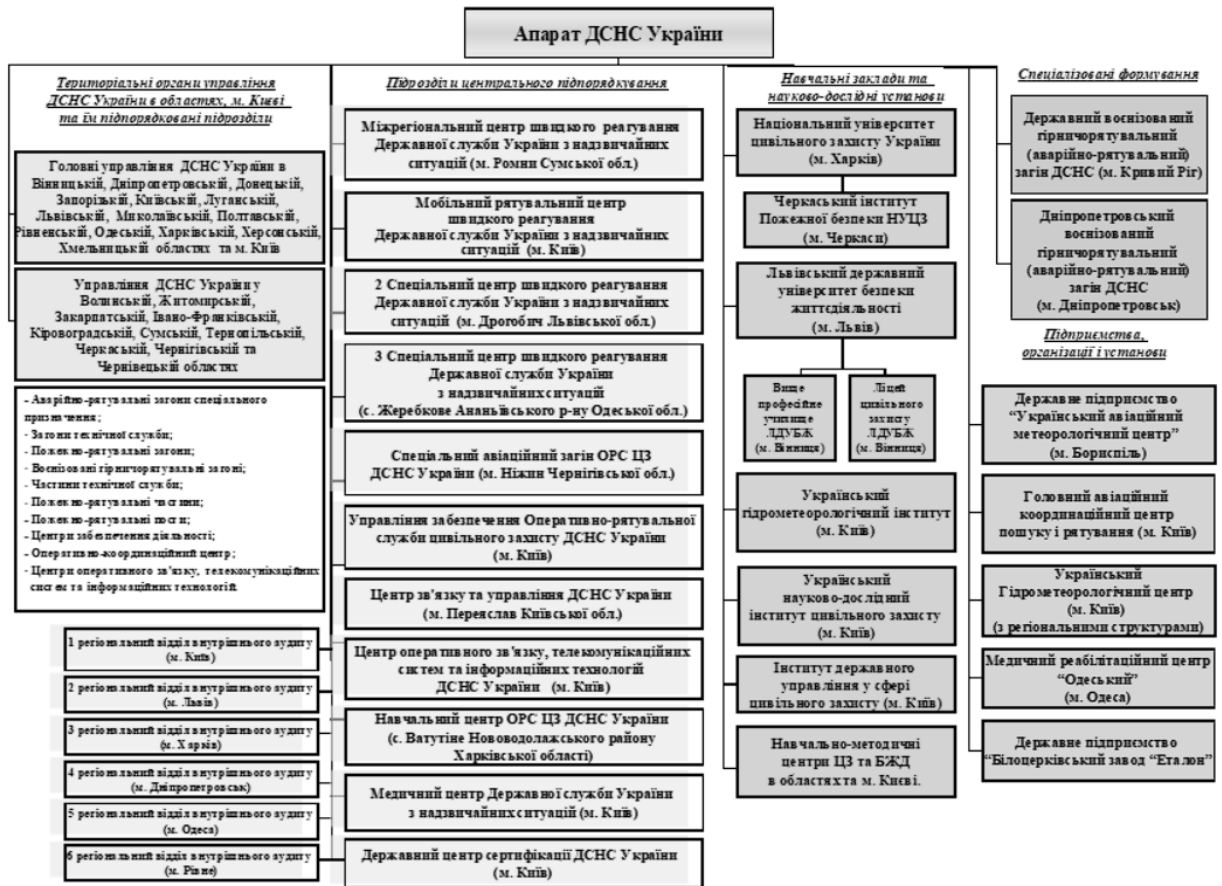 Апарат ДСНС України
Територіальні органи управління
ДСНС України в областях, м. Києві
та їм підпорядковані підрозділи
Головні управління ДСНС України в
Вінницькій, Дніпропетровській, Донецькій,
Запорізькій, Київській, Луганській,
Львівській, Миколаївській, Полтавській,
Рівненській, Одеській, Харківській, Херсонській,
Хмельницькій областях та м. Київ
Управління ДСНС України у
Волинській, Житомирській,
Закарпатській, Івано-Франківській,
Кіровоградській, Сумській, Тернопільській,
Черкаській, Чернігівській та
Чернівецькій областях
- Аварійно-рятувальні загони спеціального
призначення;
- Загони технічної служби;
- Пожежно-рятувальні загони;
- Воєнізовані гірничорятувальні загоні;
- Частини технічної служби;
- Пожежно-рятувальні частини;
- Пожежно-рятувальні пости;
- Центри забезпечення діяльності;
- Оперативно-координаційний центр;
- Центри оперативного зв'язку, телекомунікаційних
систем та інформаційних технологій.
1 регіональний відділ внутрішнього аудиту
(м. Київ)
2 регіональний відділ внутрішнього аудиту
(м. Львів)
3 регіональний відділ внутрішнього аудиту
(м. Харків)
4 регіональний відділ внутрішнього аудиту
(м. Дніпропетровськ)
5 регіональний відділ внутрішнього аудиту
(м. Одеса)
6 регіональний відділ внутрішнього аудиту
(м. Рівне)
Підрозділи центрального підпорядкування
Міжрегіональний центр швидкого реагування
Державної служби України з надзвичайних
ситуацій (м. Ромни Сумської обл.)
Мобільний рятувальний центр
швидкого реагування
Державної служби України з надзвичайних
ситуацій (м. Київ)
2 Спеціальний центр швидкого реагування
Державної служби України з надзвичайних
ситуацій (м. Дрогобич Львівської обл.)
3 Спеціальний центр швидкого реагування
Державної служби України
з надзвичайних ситуацій
(с. Жеребкове Ананьївського р-ну Одеської обл.)
Спеціальний авіаційний загін ОРС ЦЗ
ДСНС України (м. Ніжин Чернігівської обл.)
Управління забезпечення Оперативно-рятувальної
служби цивільного захисту ДСНС України
(м. Київ)
Центр зв'язку та управління ДСНС України
(м. Переяслав Київської обл.)
Центр оперативного зв'язку, телекомунікаційних
систем та інформаційних технологій
ДСНС України (м. Київ)
Навчальний центр ОРС ЦЗ ДСНС України
(с. Ватутіне Нововодолажського району
Харківської області)
Медичний центр Державної служби України
з надзвичайних ситуацій (м. Київ)
Державний центр сертифікації ДСНС України
(м. Київ)
Навчальні заклади та
науково-дослідні установи
Національний університет
цивільного захисту України
(м. Харків)
Черкаський інститут
Пожежної безпеки НУЦЗ
(м. Черкаси)
Львівський державний
університет безпеки
життєдіяльності
(м. Львів)
Вище
професійне
училище
ЛДУБЖ
(м. Вінниця)
Ліцей
цивільного
захисту
ЛДУБЖ
(м. Вінниця)
Український
гідрометеорологічний інститут
(м. Київ)
Український
науково-дослідний
інститут цивільного захисту
(м. Київ)
Інститут державного
управління у сфері
цивільного захисту (м. Київ)
Навчально-методичні
центри ЦЗ та БЖД
в областях та м. Києві.
Спеціалізовані формування
Державний воєнізований
гірничорятувальний
(аварійно-рятувальний)
загін ДСНС (м. Кривий Ріг)
Дніпропетровський
воєнізований
гірничорятувальний
(аварійно-рятувальний)
загін ДСНС
(м. Дніпропетровськ)
Підприємства,
організації і установи
Державне підприємство
“Український авіаційний
метеорологічний центр”
(м. Бориспіль)
Головний авіаційний
координаційний центр
пошуку і рятування (м. Київ)
Український
Гідрометеорологічний центр
(м. Київ)
(з регіональними структурами)
Медичний реабілітаційний центр
“Одеський”
(м. Одеса)
Державне підприємство
“Білоцерківський завод “Еталон”